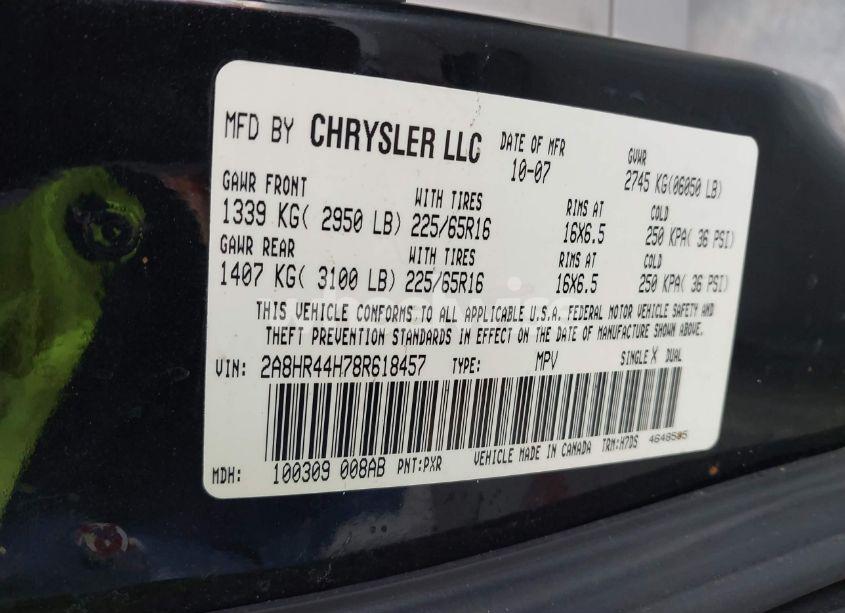 MFD BY CHRYSLER LLC DATE OF MFR 10-07 GVWR 2745 KG(06050 LB)
GAWR FRONT WITH TIRES RIMS AT COLD
1339 KG( 2950 LB) 225/65R16 16X6.5 250 KPA( 36 PSI)
GAWR REAR WITH TIRES RIMS AT COLD
1407 KG( 3100 LB) 225/65R16 16X6.5 250 KPA( 36 PSI)
THIS VEHICLE CONFORMS TO ALL APPLICABLE U.S.A. FEDERAL MOTOR VEHICLE SAFETY AND
THEFT PREVENTION STANDARDS IN EFFECT ON THE DATE OF MANUFACTURE SHOWN ABOVE.
VIN: 2A8HR44H78R618457 TYPE: MPV SINGLE X DUAL
MDH: 100309 008AB PNT:PXR VEHICLE MADE IN CANADA TRM:H7DS